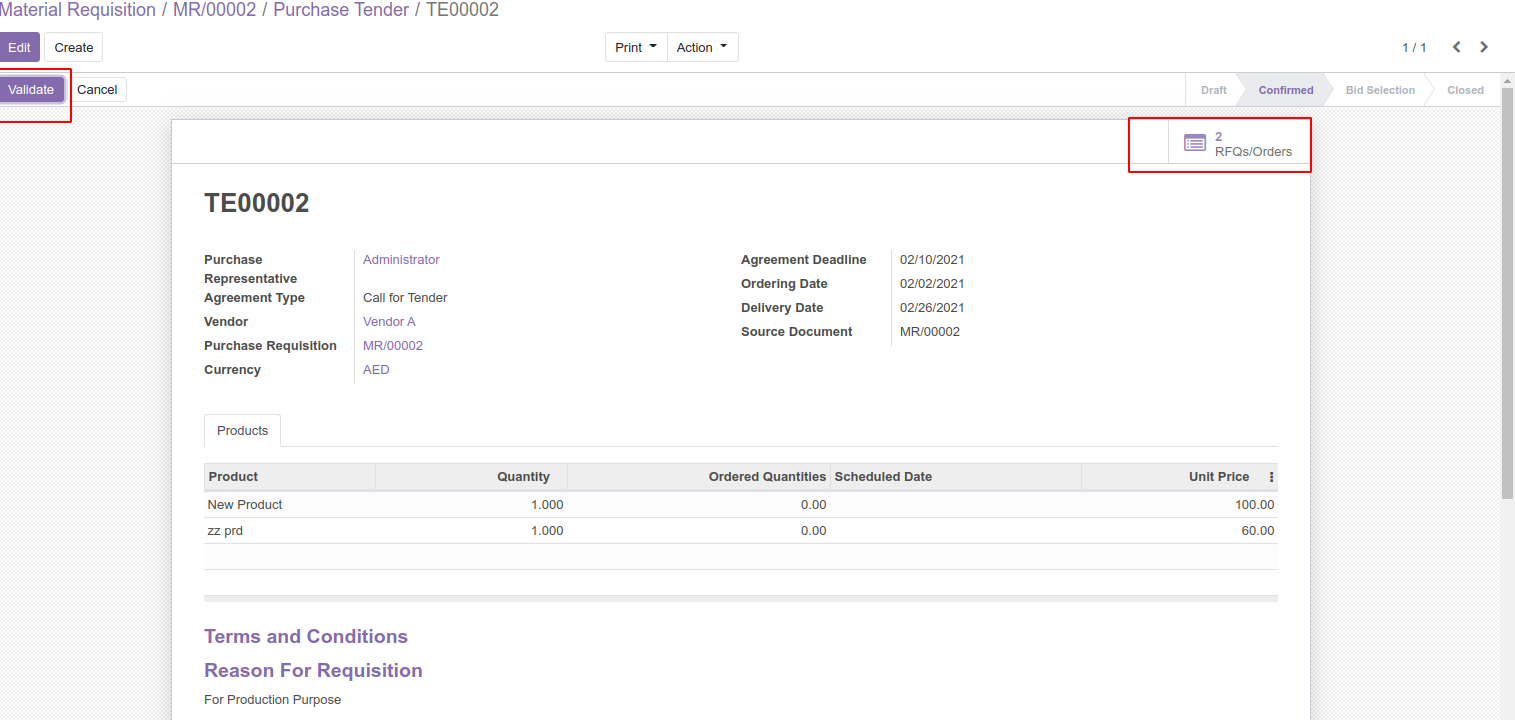 Material Requisition / MR/00002 / Purchase Tender / TE00002
Edit Create Print Action 1 / 1
Validate Cancel Draft Confirmed Bid Selection Closed
2
RFQs/Orders
TE00002
Purchase Representative Administrator
Agreement Type Call for Tender
Vendor Vendor A
Purchase Requisition MR/00002
Currency AED
Agreement Deadline 02/10/2021
Ordering Date 02/02/2021
Delivery Date 02/26/2021
Source Document MR/00002
Products
Product Quantity Ordered Quantities Scheduled Date Unit Price
New Product 1.000 0.00 100.00
zz prd 1.000 0.00 60.00
Terms and Conditions
Reason For Requisition
For Production Purpose